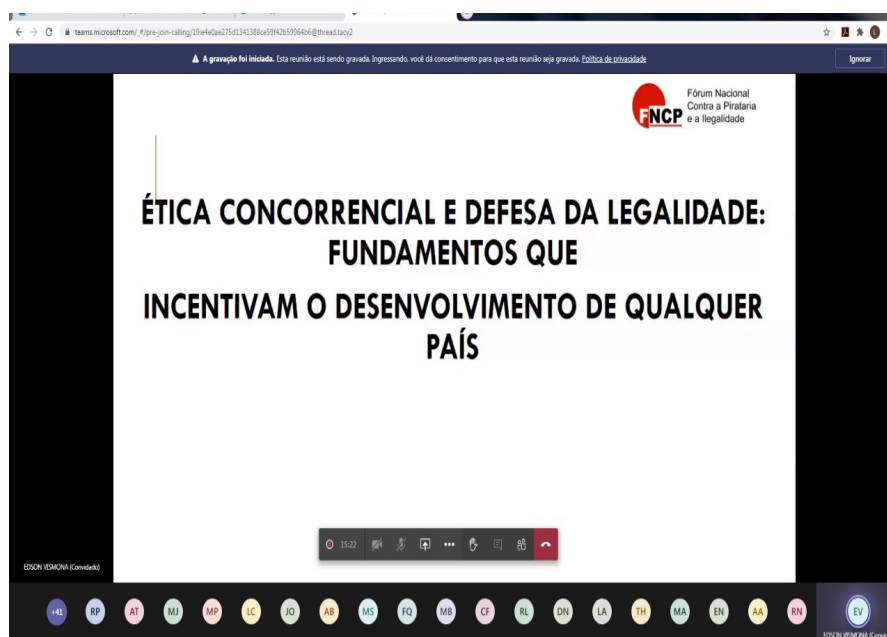 teams.microsoft.com/_#/pre-join-calling/19:e4e0ae275d1341388ce59f42b59964b6@thread.tacv2
A gravação foi iniciada. Esta reunião está sendo gravada. Ingressando, você dá consentimento para que esta reunião seja gravada. Política de privacidade
Ignorar
FNCP
Fórum Nacional
Contra a Pirataria
e a Ilegalidade
ÉTICA CONCORRENCIAL E DEFESA DA LEGALIDADE:
FUNDAMENTOS QUE
INCENTIVAM O DESENVOLVIMENTO DE QUALQUER
PAÍS
15:22
EDSON VISMONA (Convidado)
+41 RP AT MJ MP LC JO AB MS FQ MB CF RL DN LA TH MA EN AA RN EV
EDSON VISMONA